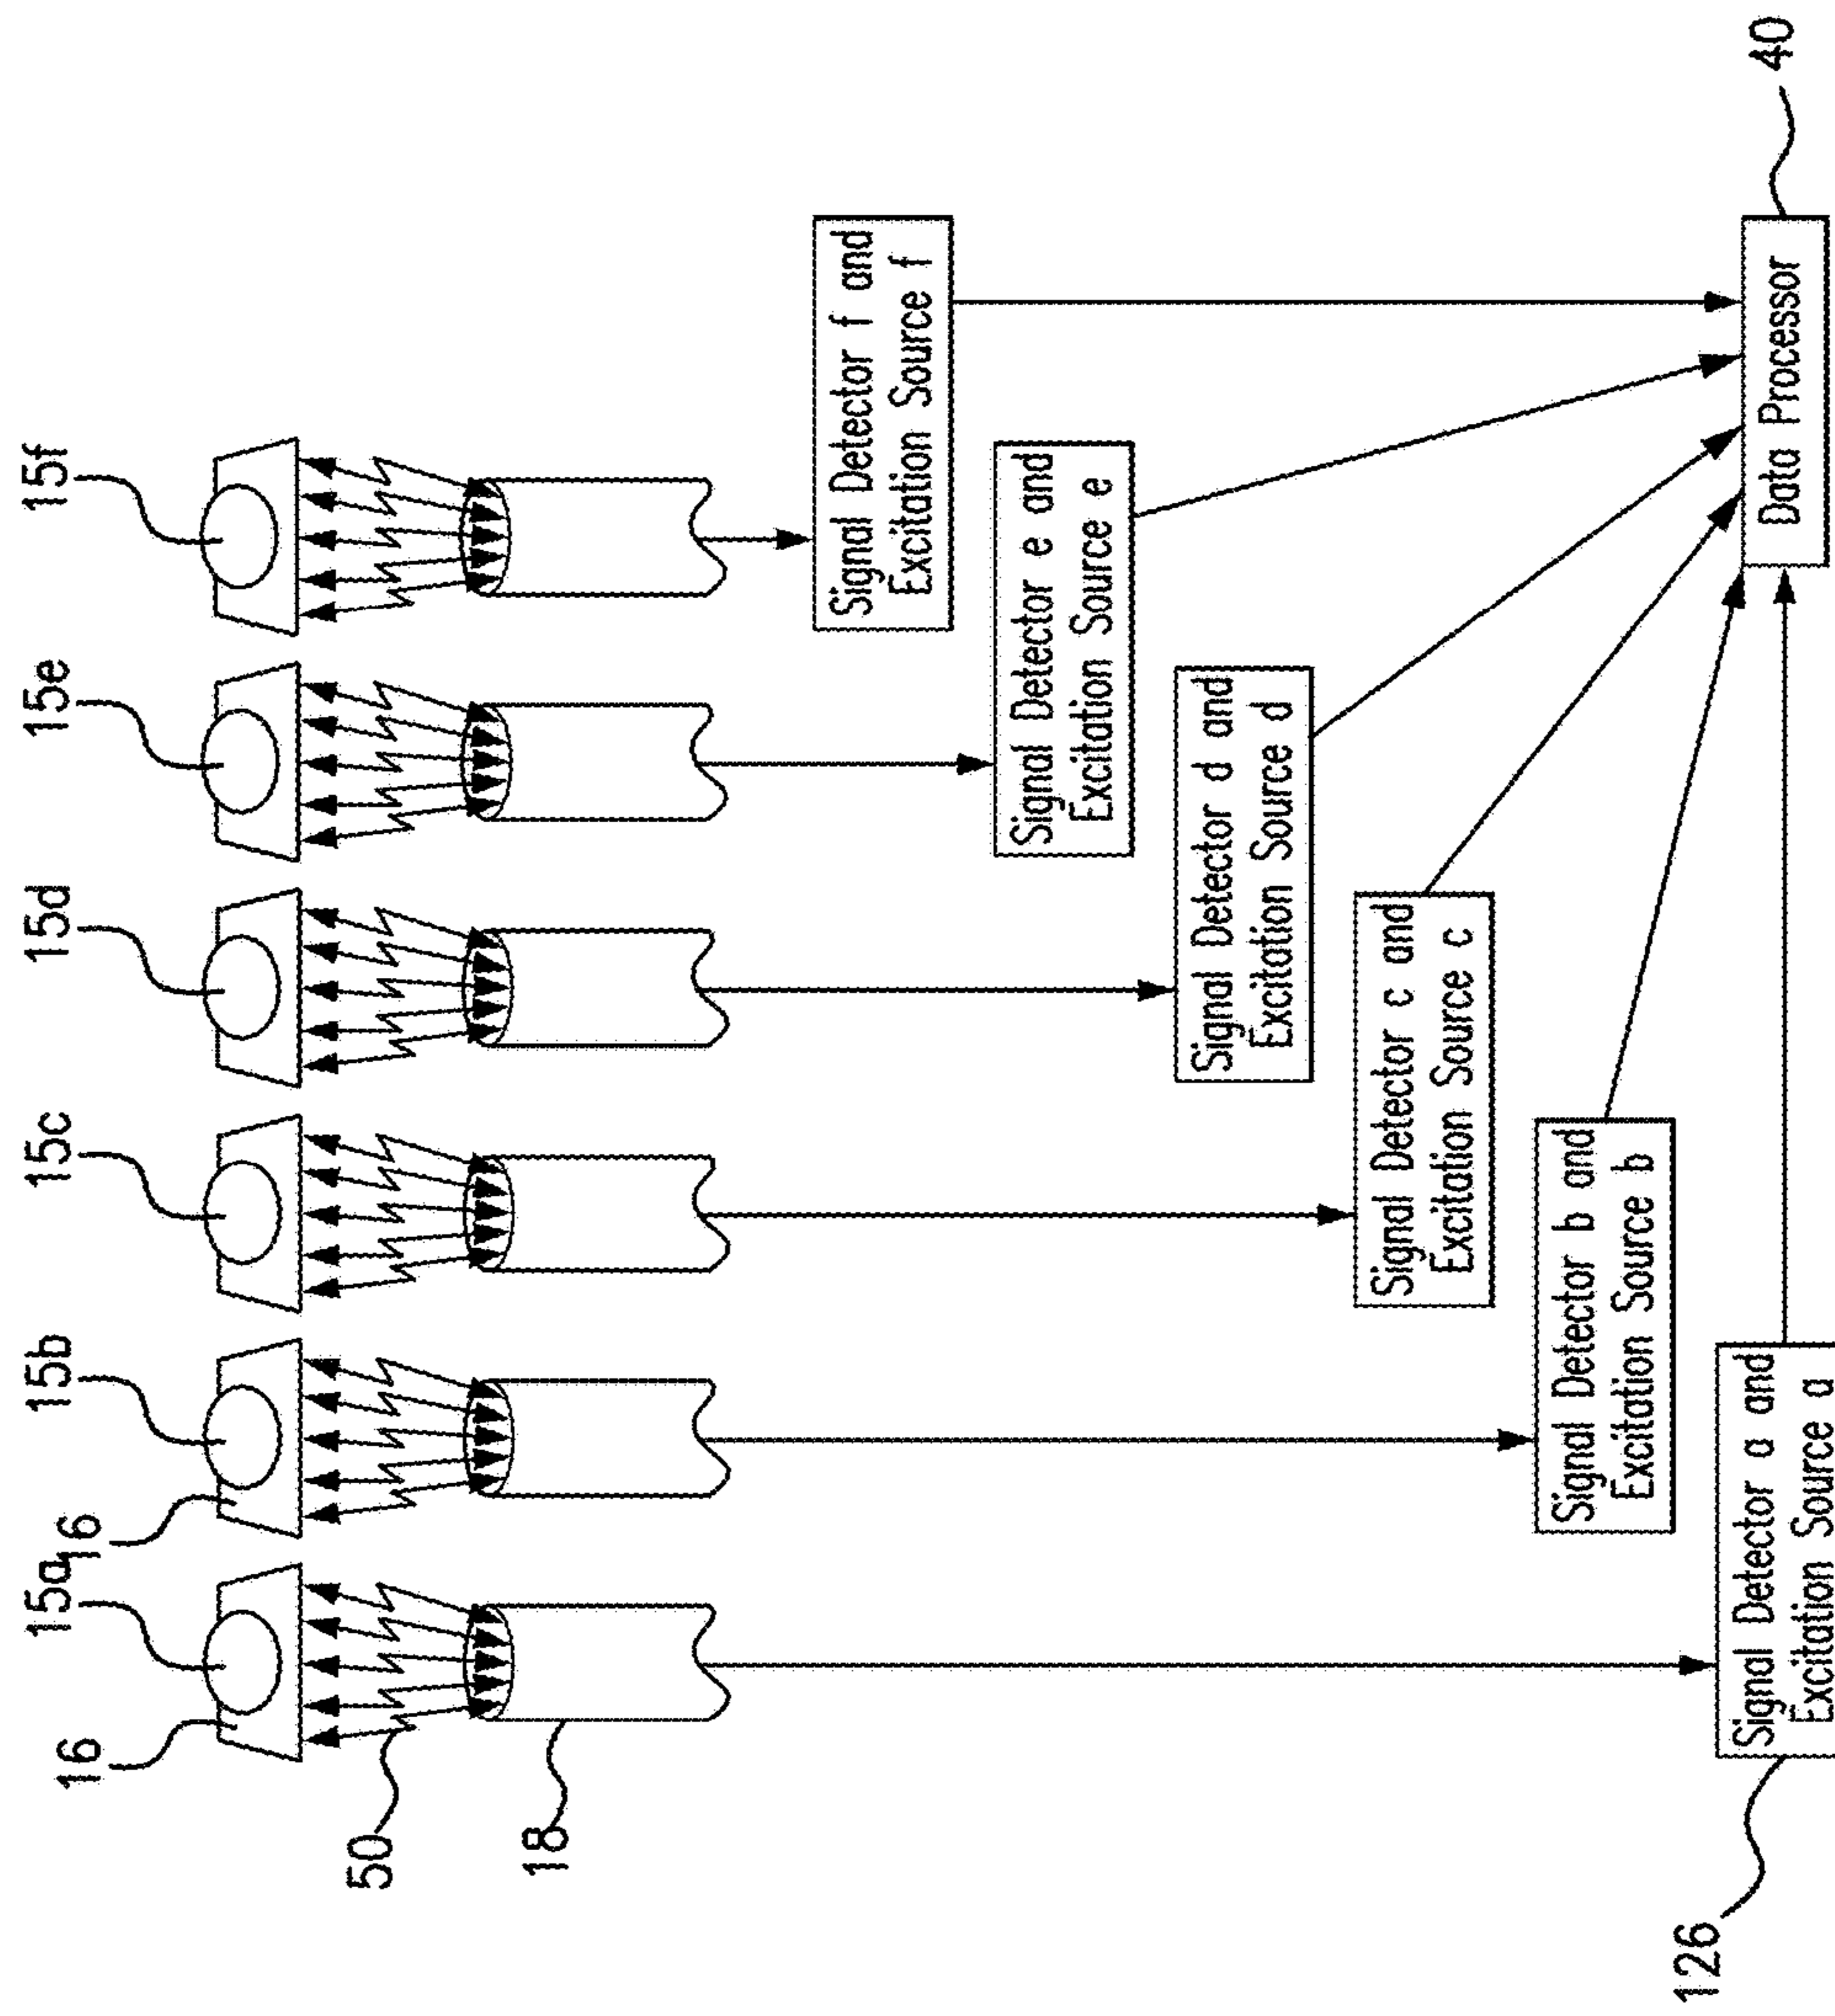 15a
15b
15c
15d
15e
15f
16
16
50
18
Signal Detector f and
Excitation Source f
Signal Detector e and
Excitation Source e
Signal Detector d and
Excitation Source d
Signal Detector c and
Excitation Source c
Signal Detector b and
Excitation Source b
Signal Detector a and
Excitation Source a
126
Data Processor
40